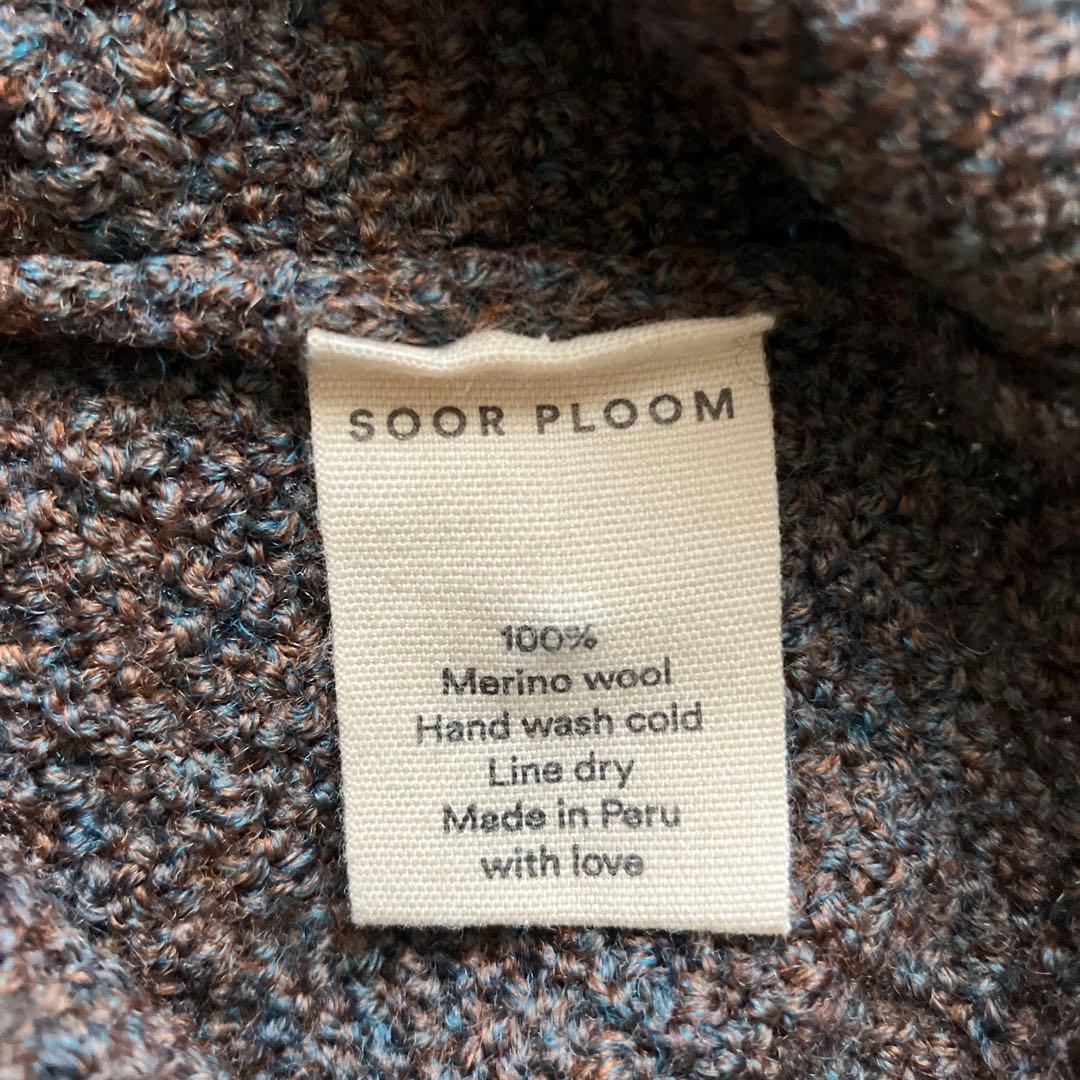 SOOR PLOOM
100%
Merino wool
Hand wash cold
Line dry
Made in Peru
with love